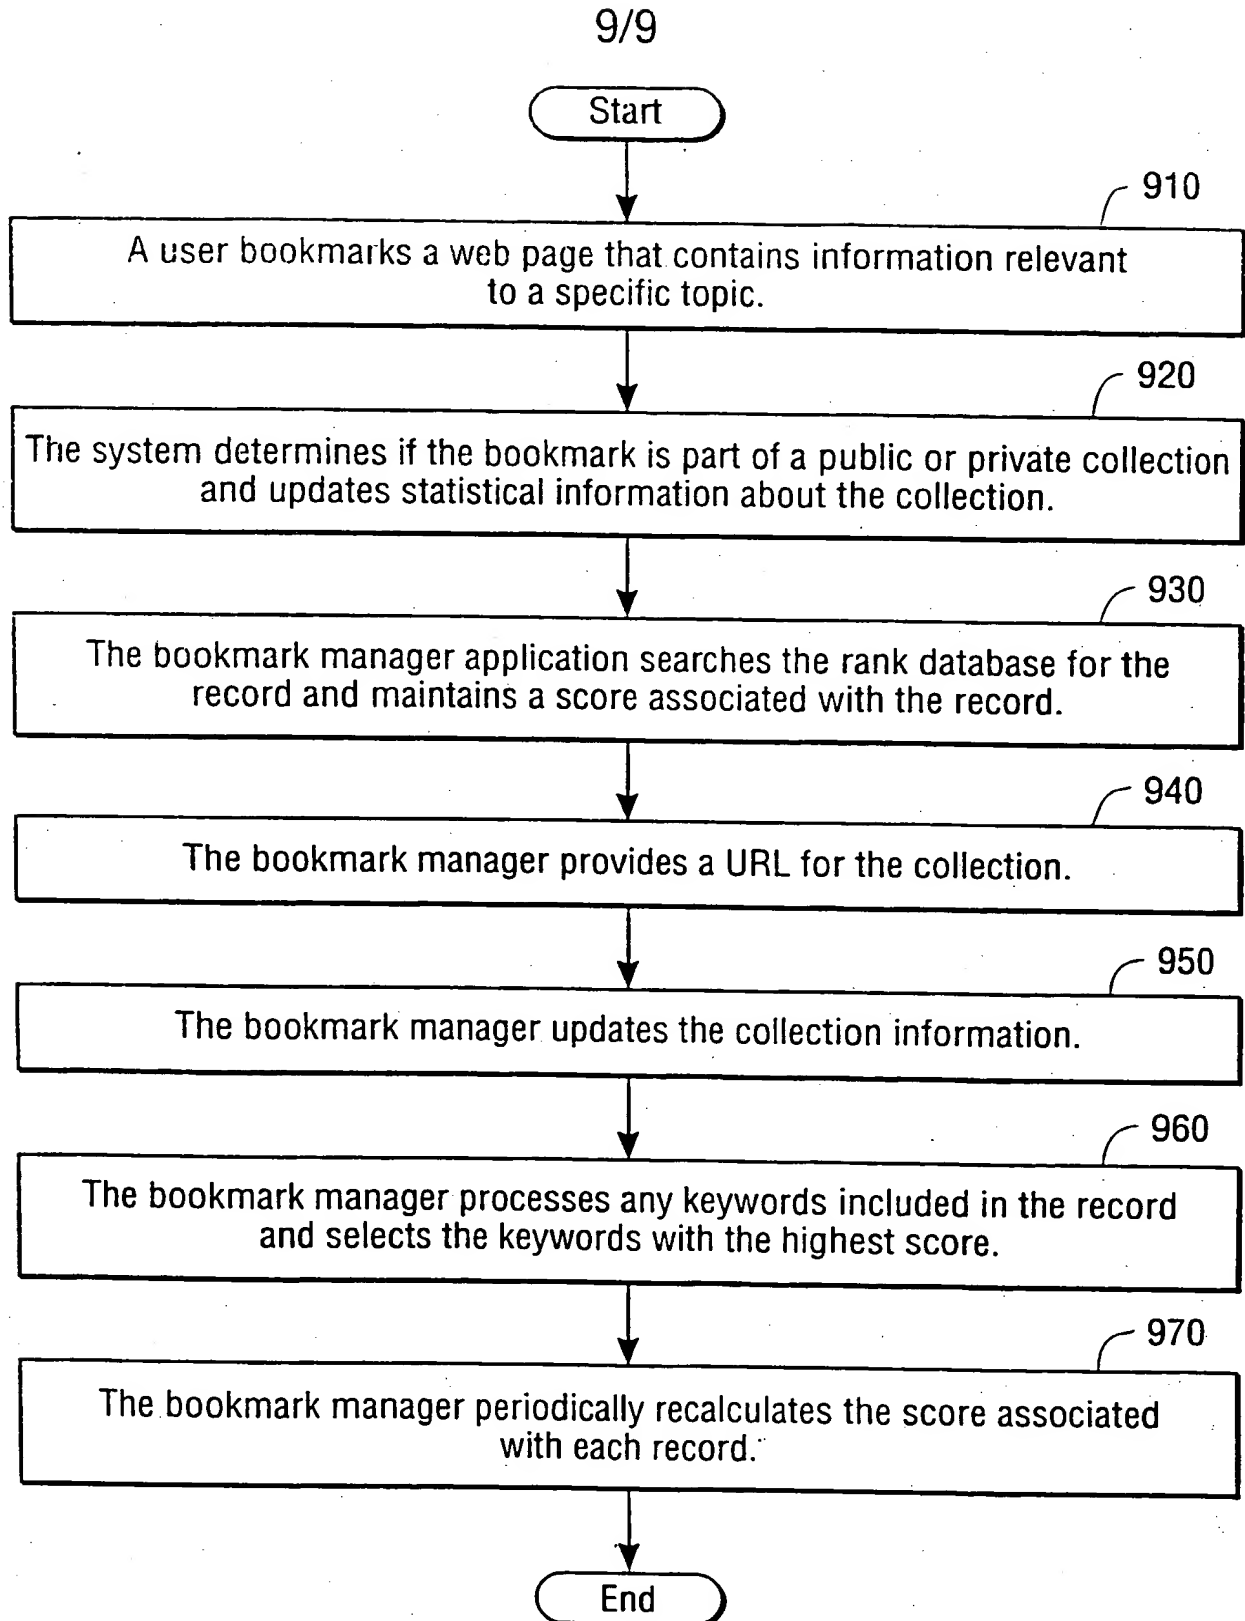 9/9
Start
910
A user bookmarks a web page that contains information relevant
to a specific topic.
920
The system determines if the bookmark is part of a public or private collection
and updates statistical information about the collection.
930
The bookmark manager application searches the rank database for the
record and maintains a score associated with the record.
940
The bookmark manager provides a URL for the collection.
950
The bookmark manager updates the collection information.
960
The bookmark manager processes any keywords included in the record
and selects the keywords with the highest score.
970
The bookmark manager periodically recalculates the score associated
with each record.
End